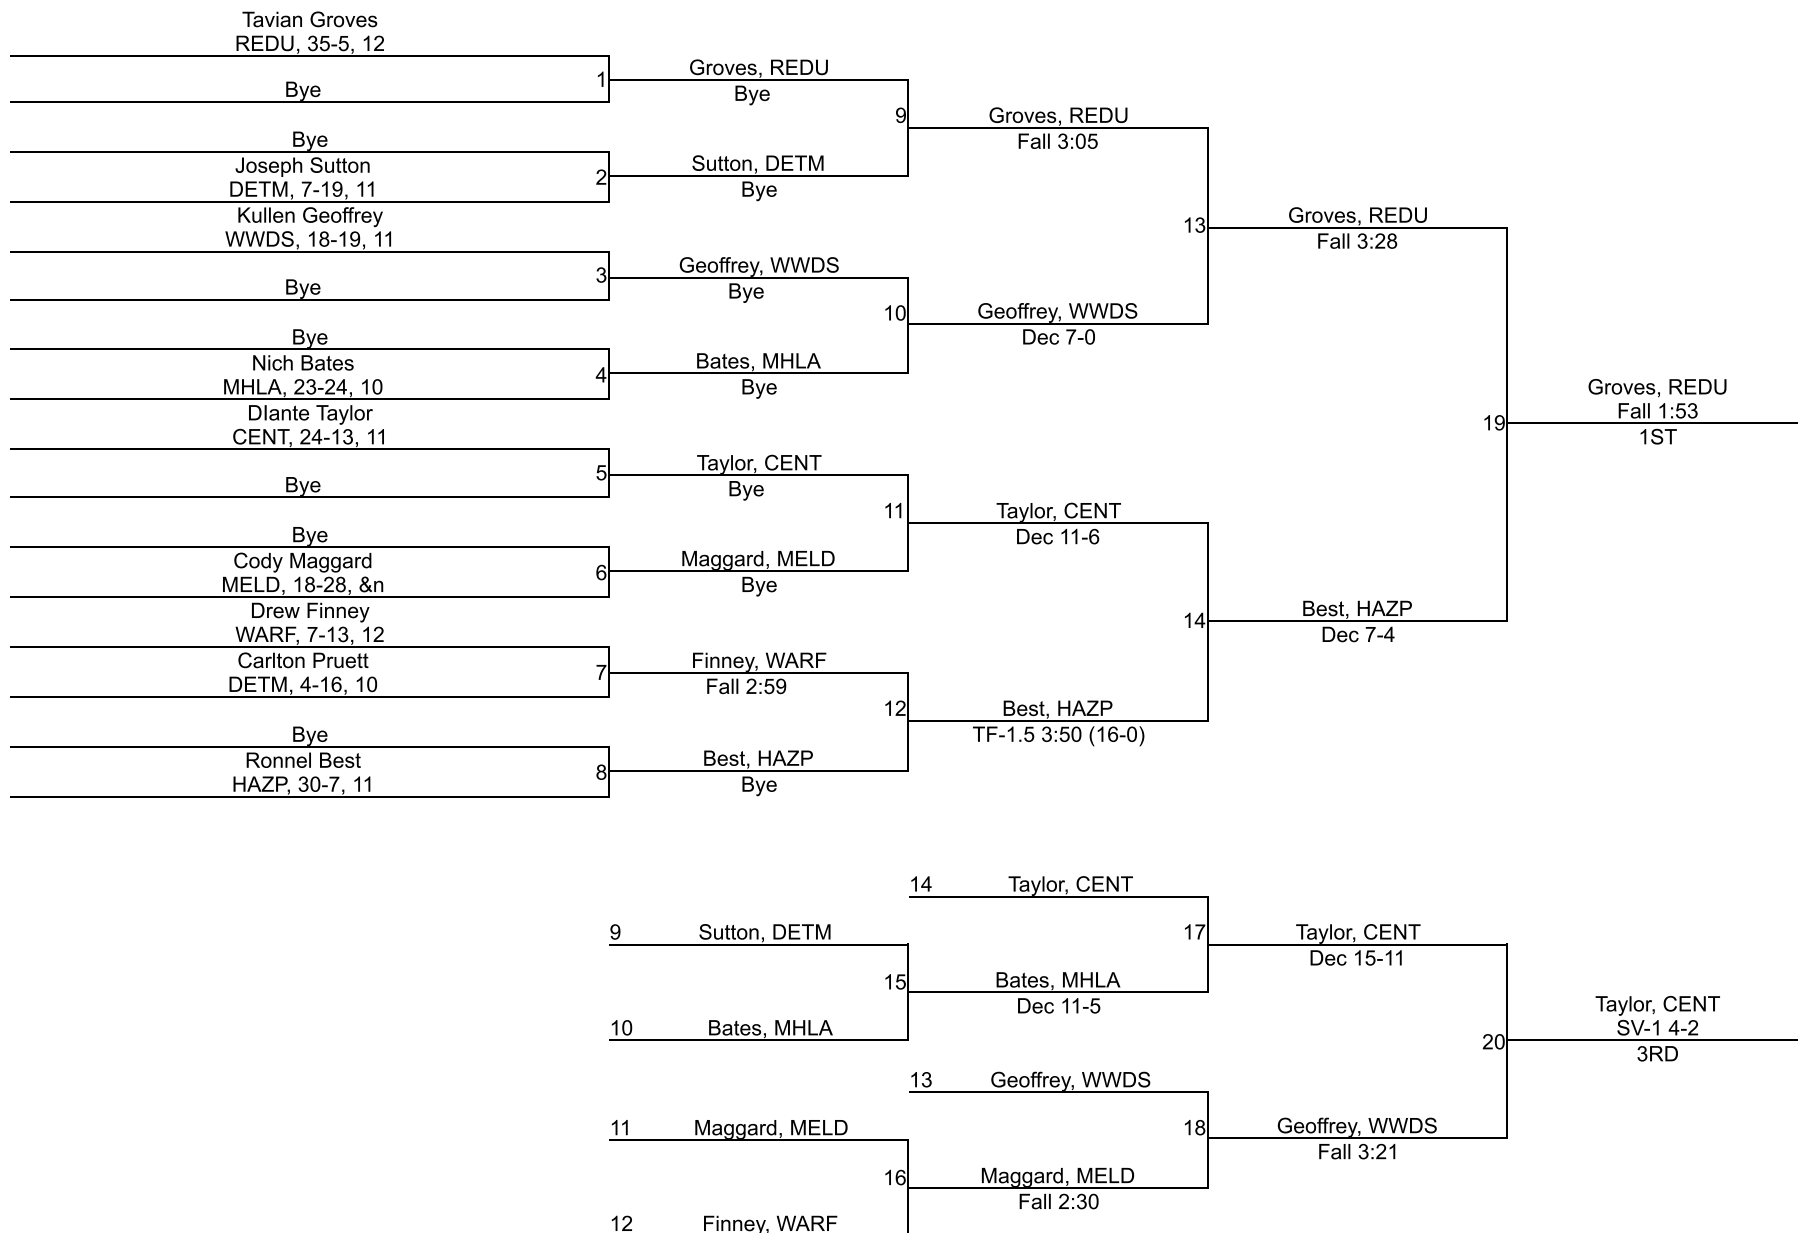 Tavian Groves
REDU, 35-5, 12
Bye
1
Bye
Joseph Sutton
DETM, 7-19, 11
2
Kullen Geoffrey
WWDS, 18-19, 11
Bye
3
Bye
Nich Bates
MHLA, 23-24, 10
4
DIante Taylor
CENT, 24-13, 11
Bye
5
Bye
Cody Maggard
MELD, 18-28, &n
6
Drew Finney
WARF, 7-13, 12
Carlton Pruett
DETM, 4-16, 10
7
Bye
Ronnel Best
HAZP, 30-7, 11
8
Groves, REDU
Bye
9
Sutton, DETM
Bye
Geoffrey, WWDS
Bye
10
Bates, MHLA
Bye
Taylor, CENT
Bye
11
Maggard, MELD
Bye
Finney, WARF
Fall 2:59
12
Best, HAZP
Bye
Groves, REDU
Fall 3:05
13
Geoffrey, WWDS
Dec 7-0
Taylor, CENT
Dec 11-6
14
Best, HAZP
TF-1.5 3:50 (16-0)
Groves, REDU
Fall 3:28
19
Best, HAZP
Dec 7-4
Groves, REDU
Fall 1:53
1ST
14 Taylor, CENT
9 Sutton, DETM
17
15
Bates, MHLA
Dec 11-5
10 Bates, MHLA
13 Geoffrey, WWDS
11 Maggard, MELD
18
16
Maggard, MELD
Fall 2:30
12 Finney, WARF
Taylor, CENT
Dec 15-11
20
Geoffrey, WWDS
Fall 3:21
Taylor, CENT
SV-1 4-2
3RD